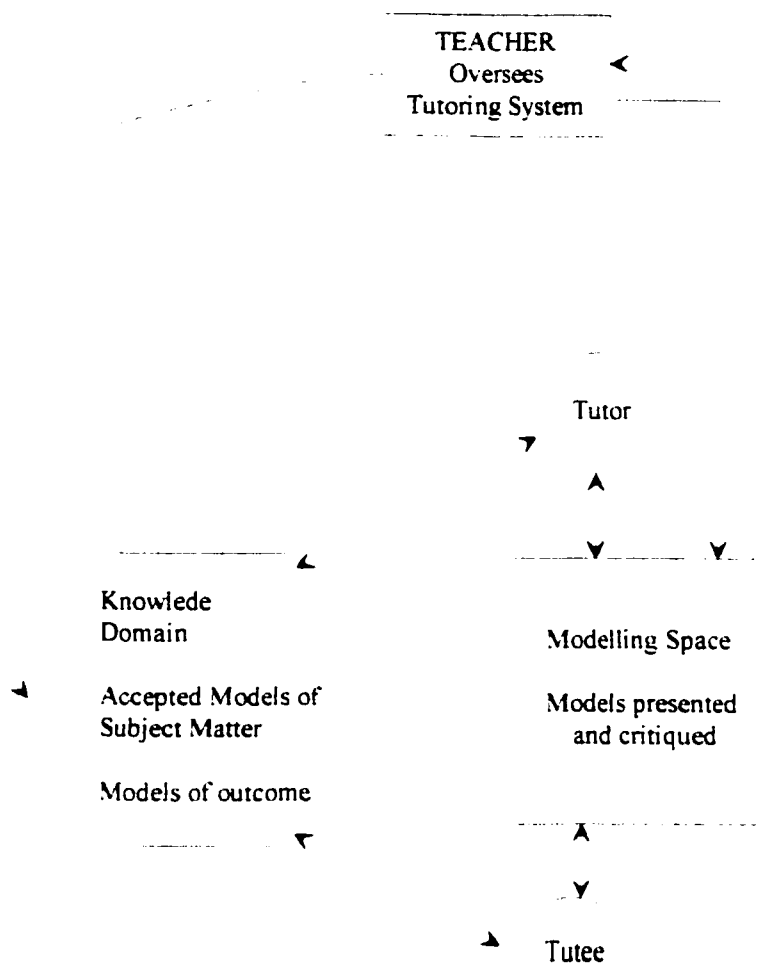 TEACHER
Oversees
Tutoring System
Tutor
Knowlede
Domain
Accepted Models of
Subject Matter
Models of outcome
Modelling Space
Models presented
and critiqued
Tutee